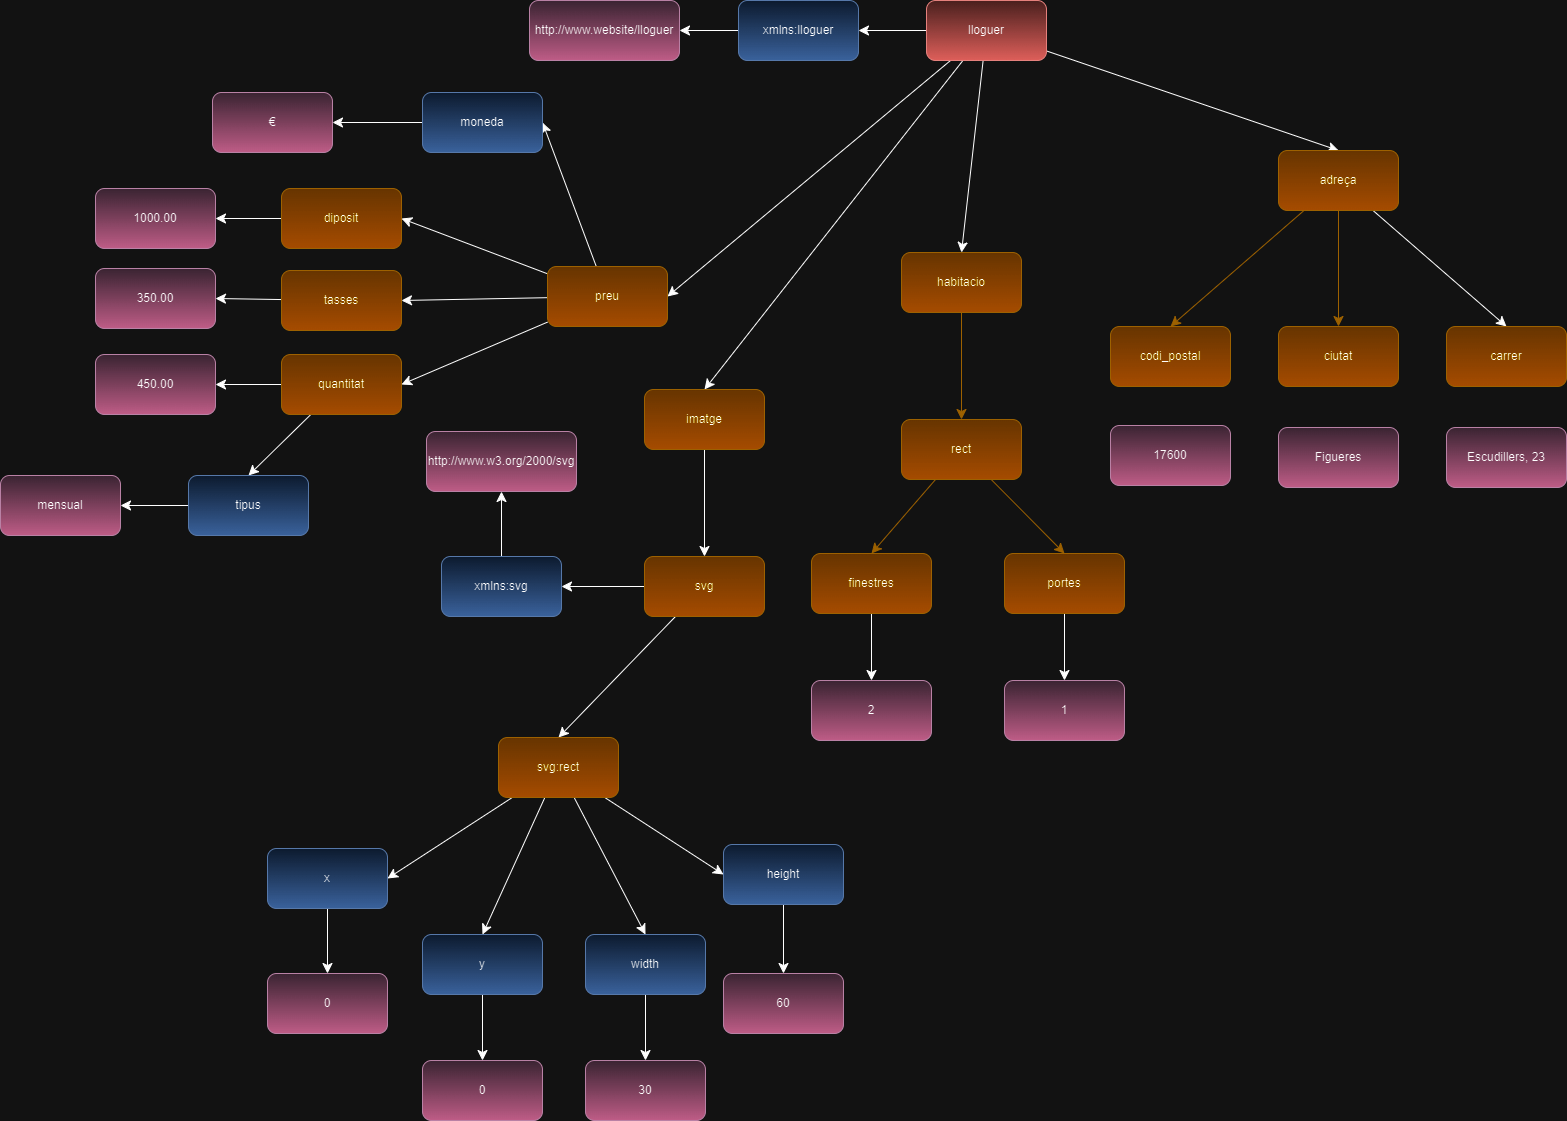 http://www.website/lloguer
xmlns:lloguer
lloguer
€
moneda
adreça
1000.00
diposit
350.00
tasses
preu
habitacio
450.00
quantitat
codi_postal
ciutat
carrer
imatge
rect
http://www.w3.org/2000/svg
17600
Figueres
Escudillers, 23
mensual
tipus
xmlns:svg
svg
finestres
portes
2
1
svg:rect
x
height
y
width
0
60
0
30